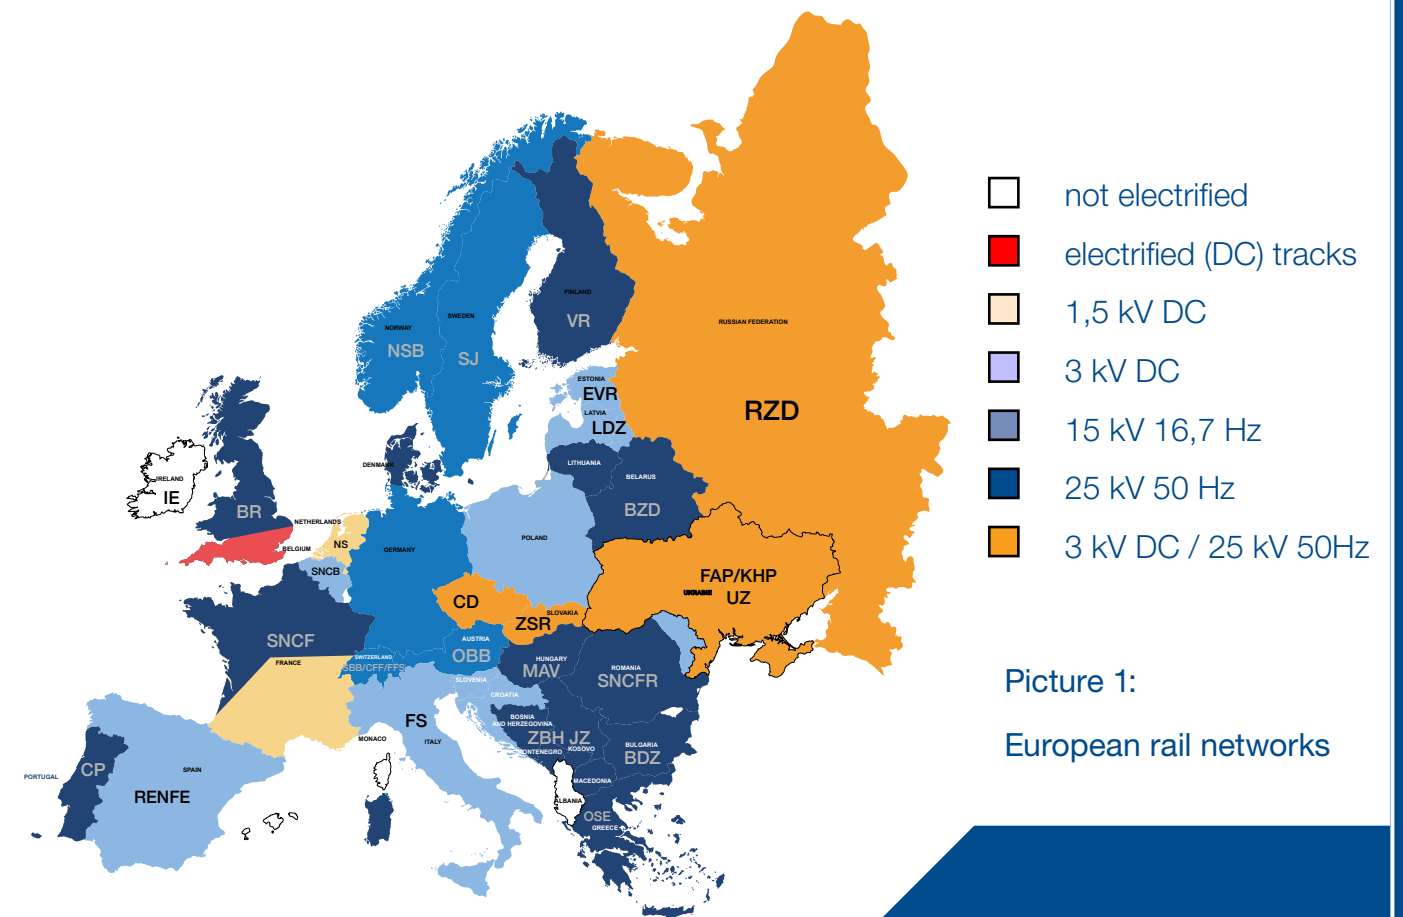 FINLAND
VR
NORWAY
NSB
SWEDEN
SJ
RUSSIAN FEDERATION
RZD
ESTONIA
EVR
LATVIA
LDZ
LITHUANIA
BELARUS
BZD
DENMARK
IRELAND
IE
BR
NETHERLANDS
NS
BELGIUM
SNCB
GERMANY
POLAND
FAP/KHP
UKRAINE
UZ
CD
SLOVAKIA
ZSR
AUSTRIA
OBB
SWITZERLAND
SBB/CFF/FFS
SNCF
FRANCE
HUNGARY
MAV
ROMANIA
SNCFR
SLOVENIA
CROATIA
BOSNIA
AND HERZEGOVINA
ZBH JZ
MONTENEGRO
KOSOVO
BULGARIA
BDZ
MACEDONIA
ALBANIA
OSE
GREECE
FS
ITALY
MONACO
PORTUGAL
CP
SPAIN
RENFE
not electrified
electrified (DC) tracks
1,5 kV DC
3 kV DC
15 kV 16,7 Hz
25 kV 50 Hz
3 kV DC / 25 kV 50Hz
Picture 1:
European rail networks